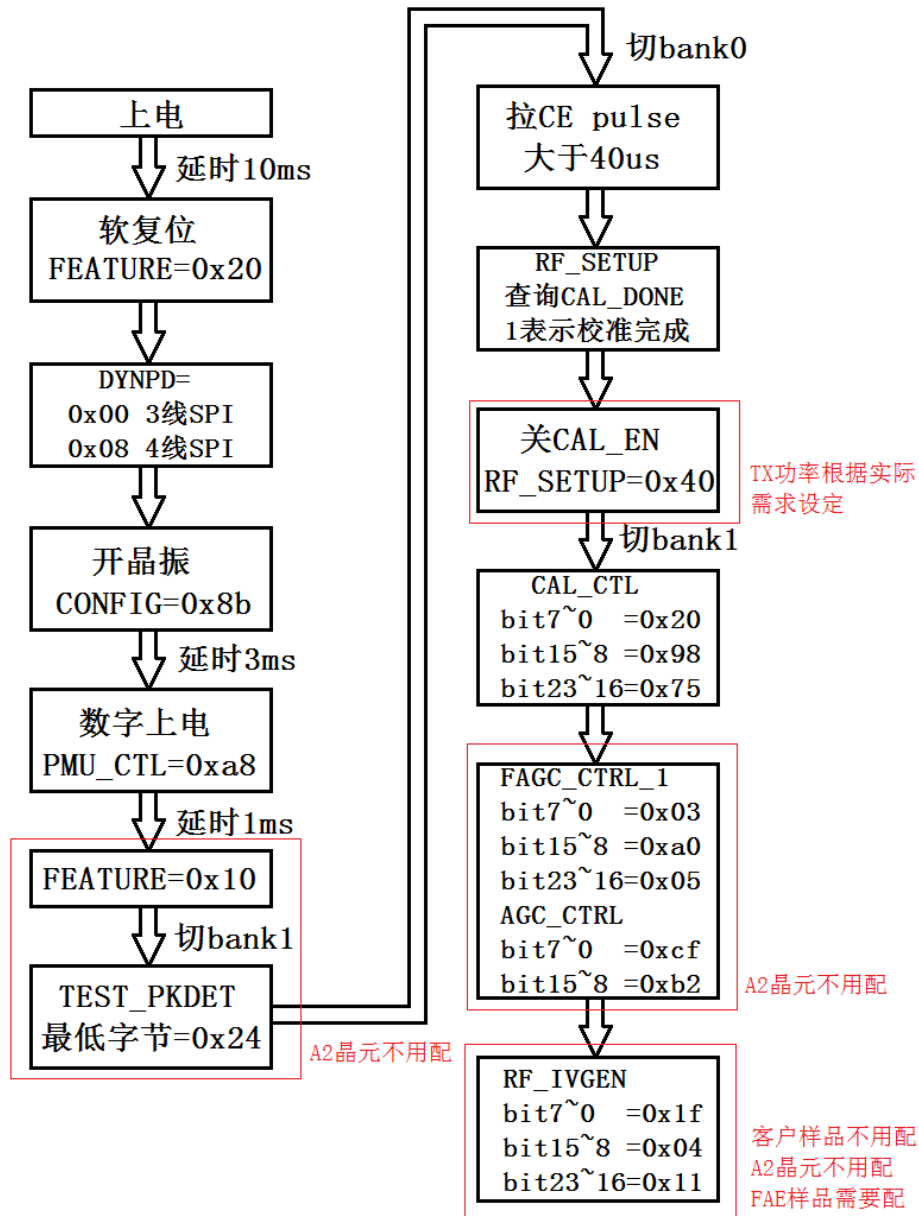 上电
延时10ms
软复位
FEATURE=0x20
DYNPD=
0x00 3线SPI
0x08 4线SPI
开晶振
CONFIG=0x8b
延时3ms
数字上电
PMU_CTL=0xa8
延时1ms
FEATURE=0x10
切bank1
TEST_PKDET
最低字节=0x24
A2晶元不用配
切bank0
拉CE pulse
大于40us
RF_SETUP
查询CAL_DONE
1表示校准完成
关CAL_EN
RF_SETUP=0x40
TX功率根据实际
需求设定
切bank1
CAL_CTL
bit7~0 =0x20
bit15~8 =0x98
bit23~16=0x75
FAGC_CTRL_1
bit7~0 =0x03
bit15~8 =0xa0
bit23~16=0x05
AGC_CTRL
bit7~0 =0xcf
bit15~8 =0xb2
A2晶元不用配
RF_IVGEN
bit7~0 =0x1f
bit15~8 =0x04
bit23~16=0x11
客户样品不用配
A2晶元不用配
FAE样品需要配